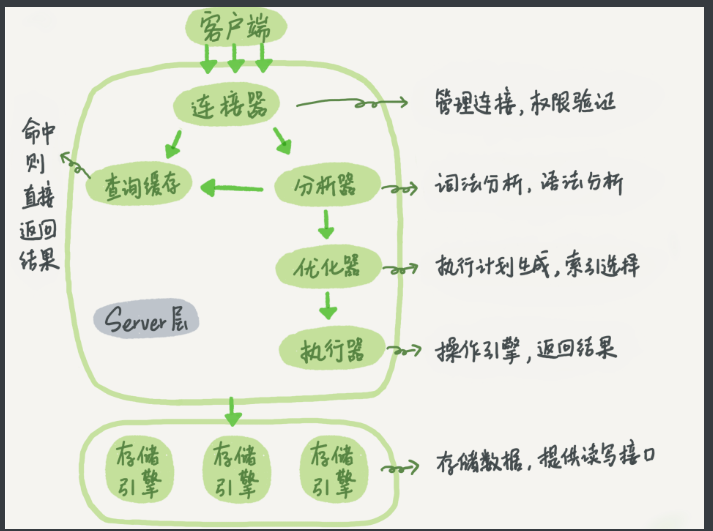 客户端
连接器
管理连接，权限验证
命中
则
直接
返回
结果
查询缓存
分析器
词法分析，语法分析
优化器
执行计划生成，索引选择
Server层
执行器
操作引擎，返回结果
存储
引擎
存储
引擎
存储
引擎
存储数据，提供读写接口